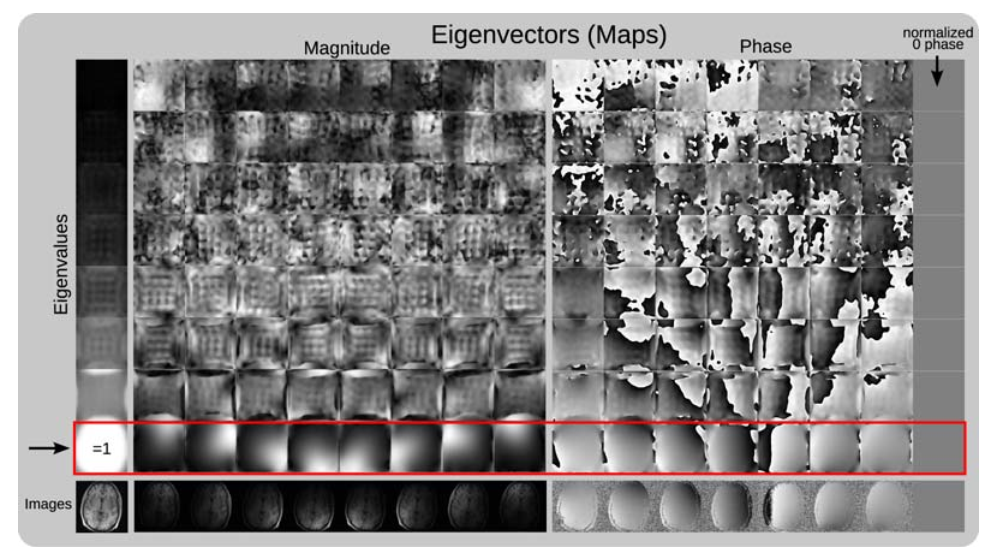 Eigenvectors (Maps)
Magnitude
Phase
normalized
0 phase
Eigenvalues
=1
Images